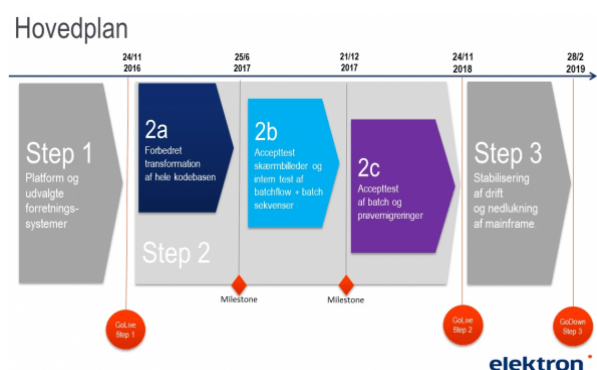 Hovedplan
24/11
2016
25/6
2017
21/12
2017
24/11
2018
28/2
2019
Step 1
Platform og
udvalgte
forretnings-
systemer
2a
Forbedret
transformation
af hele kodebasen
2b
Accepttest
skærmbilleder og
intern test af
batchflow + batch
sekvenser
2c
Accepttest
af batch og
prøvemigreringer
Step 3
Stabilisering
af drift
og nedlukning
af mainframe
Step 2
Milestone
Milestone
GoLive
Step 1
GoLive
Step 2
GoDown
Step 3
elektron